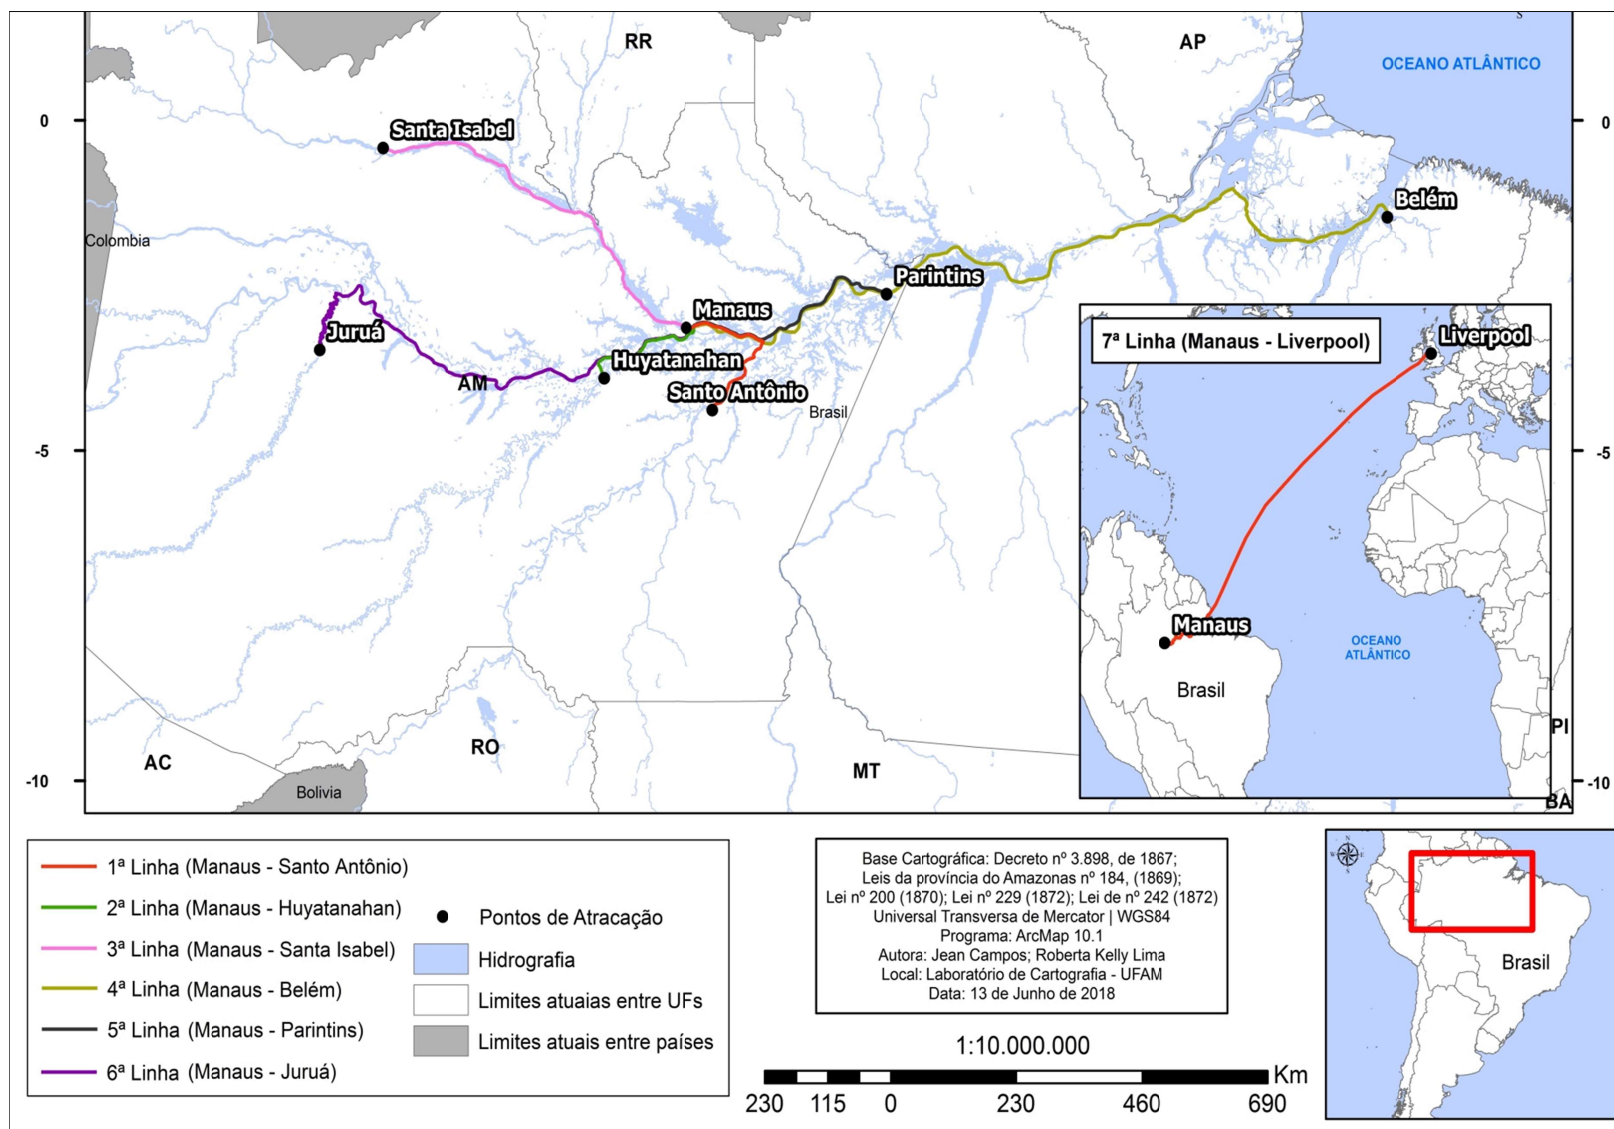 S
RR
AP
OCEANO ATLÂNTICO
0
0
Santa Isabel
Belém
Colombia
Parintins
Manaus
Juruá
Huyatanahan
AM
Santo Antônio
Brasil
-5
-5
7ª Linha (Manaus - Liverpool)
Liverpool
Manaus
OCEANO
ATLÂNTICO
Brasil
PI
RO
AC
MT
Bolivia
-10
-10
BA
1ª Linha (Manaus - Santo Antônio)
2ª Linha (Manaus - Huyatanahan)
3ª Linha (Manaus - Santa Isabel)
4ª Linha (Manaus - Belém)
5ª Linha (Manaus - Parintins)
6ª Linha (Manaus - Juruá)
Pontos de Atracação
Hidrografia
Limites atuaias entre UFs
Limites atuais entre países
Base Cartográfica: Decreto nº 3.898, de 1867;
Leis da província do Amazonas nº 184, (1869);
Lei nº 200 (1870); Lei nº 229 (1872); Lei de nº 242 (1872)
Universal Transversa de Mercator | WGS84
Programa: ArcMap 10.1
Autora: Jean Campos; Roberta Kelly Lima
Local: Laboratório de Cartografia - UFAM
Data: 13 de Junho de 2018
1:10.000.000
Km
230 115 0 230 460 690
N
W E
S
N
Brasil